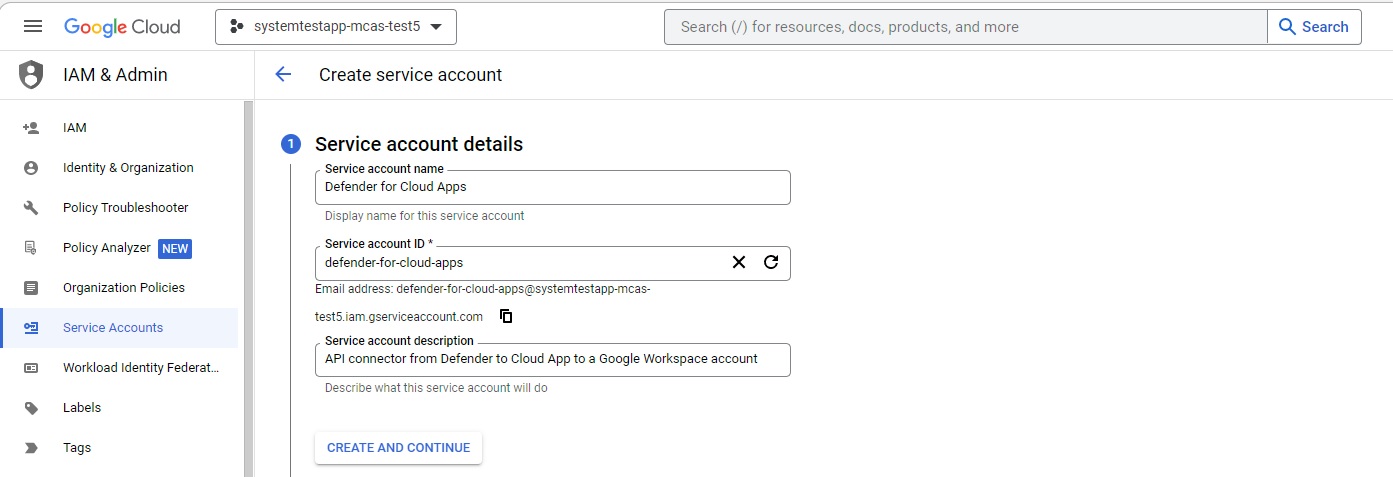 Google Cloud systemtestapp-mcas-test5 Search (/) for resources, docs, products, and more Search
IAM & Admin
Create service account
IAM
Identity & Organization
Policy Troubleshooter
Policy Analyzer NEW
Organization Policies
Service Accounts
Workload Identity Federat...
Labels
Tags
1 Service account details
Service account name
Defender for Cloud Apps
Display name for this service account
Service account ID *
defender-for-cloud-apps
Email address: defender-for-cloud-apps@systemtestapp-mcas-
test5.iam.gserviceaccount.com
Service account description
API connector from Defender to Cloud App to a Google Workspace account
Describe what this service account will do
CREATE AND CONTINUE